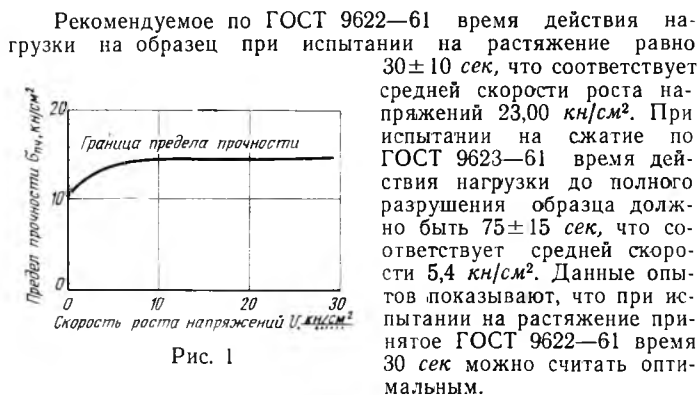 Рекомендуемое по ГОСТ 9622—61 время действия на-
грузки на образец при испытании на растяжение равно
30±10 сек, что соответствует
средней скорости роста на-
пряжений 23,00 кн/см². При
испытании на сжатие по
ГОСТ 9623—61 время дей-
ствия нагрузки до полного
разрушения образца долж-
но быть 75±15 сек, что со-
ответствует средней скоро-
сти 5,4 кн/см². Данные опы-
тов показывают, что при ис-
пытании на растяжение при-
нятое ГОСТ 9622—61 время
30 сек можно считать опти-
мальным.
Предел прочности бпч, кн/см²
20
10
0
Граница предела прочности
0 10 20 30
Скорость роста напряжений U, кн/см²
Рис. 1